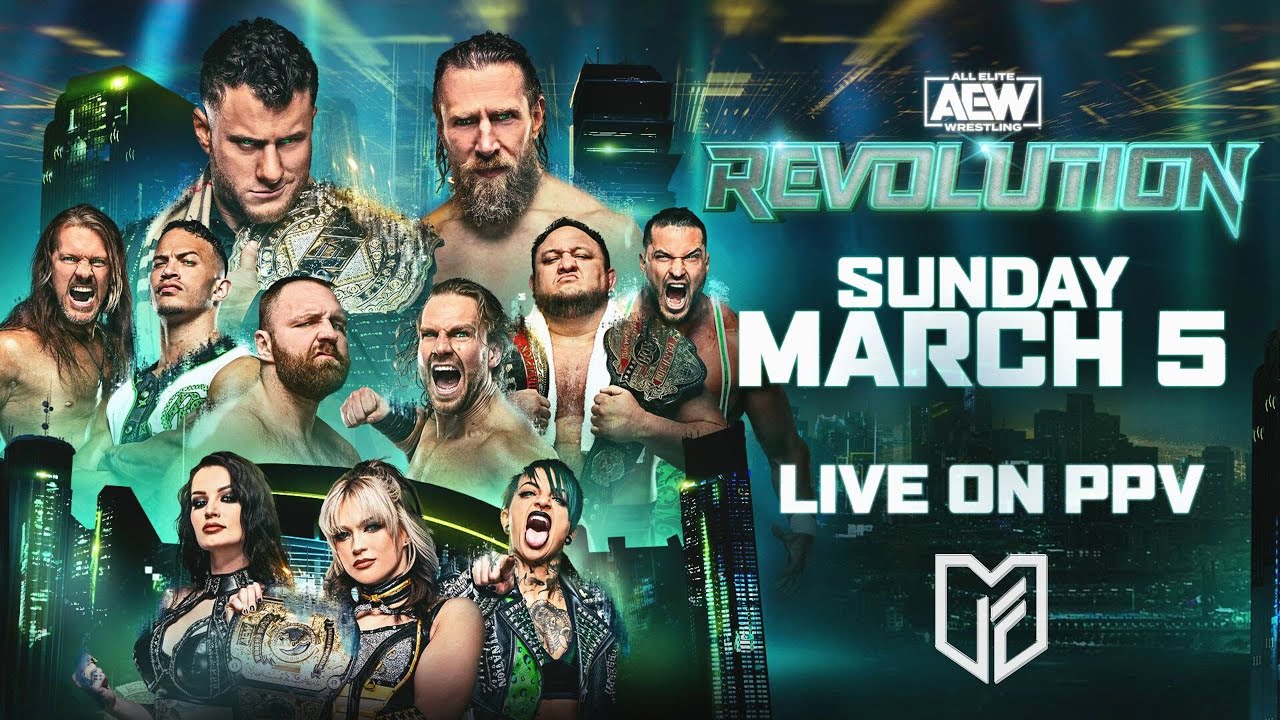 ALL ELITE
AEW
WRESTLING
REVOLUTION
SUNDAY
MARCH 5
LIVE ON PPV